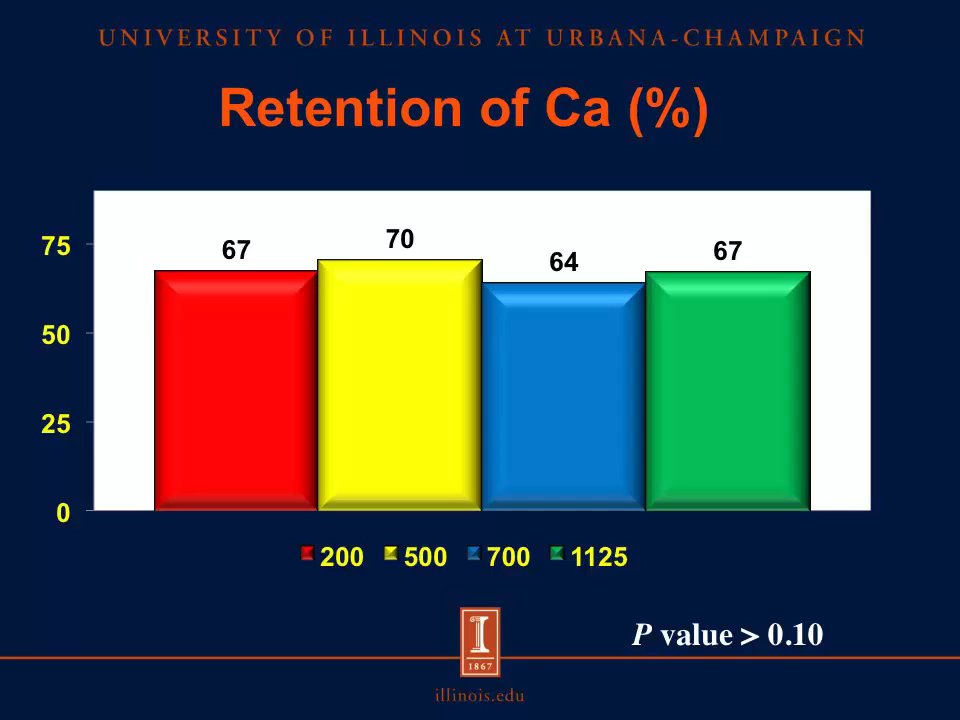 UNIVERSITY OF ILLINOIS AT URBANA-CHAMPAIGN
Retention of Ca (%)
75
50
25
0
67
70
64
67
200 500 700 1125
P value > 0.10
I
1867
illinois.edu